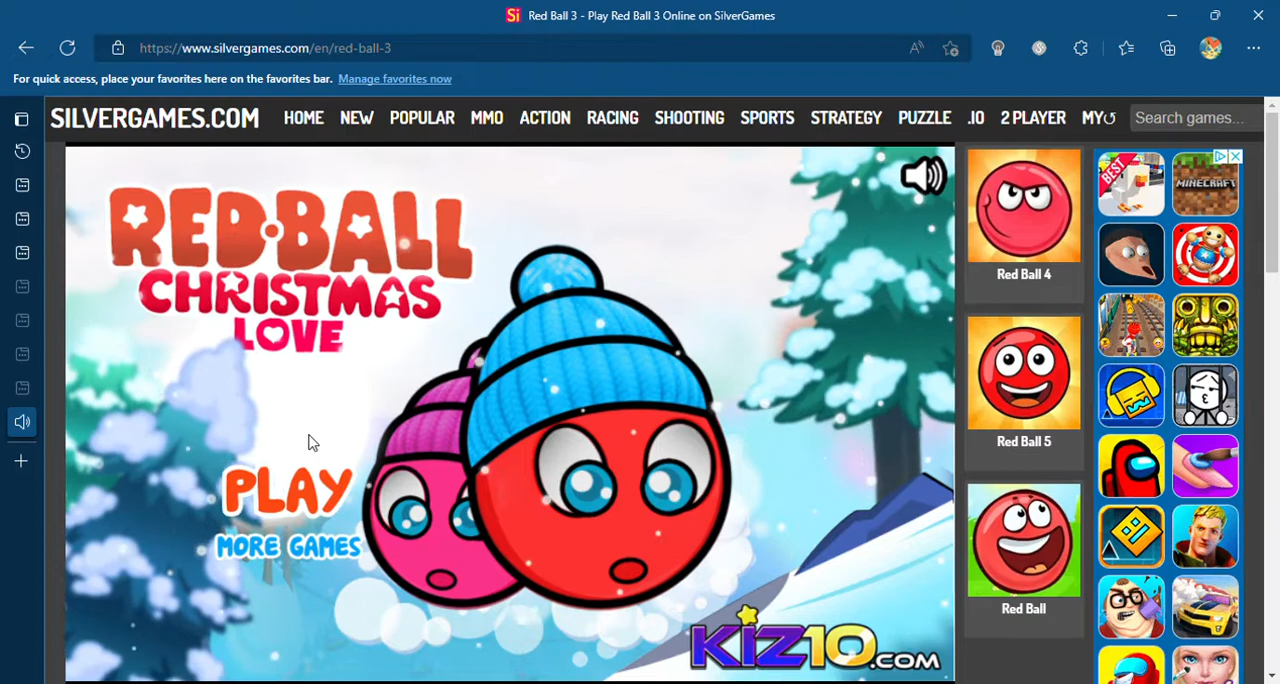 Si Red Ball 3 - Play Red Ball 3 Online on SilverGames
https://www.silvergames.com/en/red-ball-3
For quick access, place your favorites here on the favorites bar. Manage favorites now
SILVERGAMES.COM HOME NEW POPULAR MMO ACTION RACING SHOOTING SPORTS STRATEGY PUZZLE .IO 2 PLAYER MY Search games...
RED BALL
CHRISTMAS
LOVE
PLAY
MORE GAMES
KIZ10.COM
Red Ball 4
Red Ball 5
Red Ball
BEST
MINECRAFT